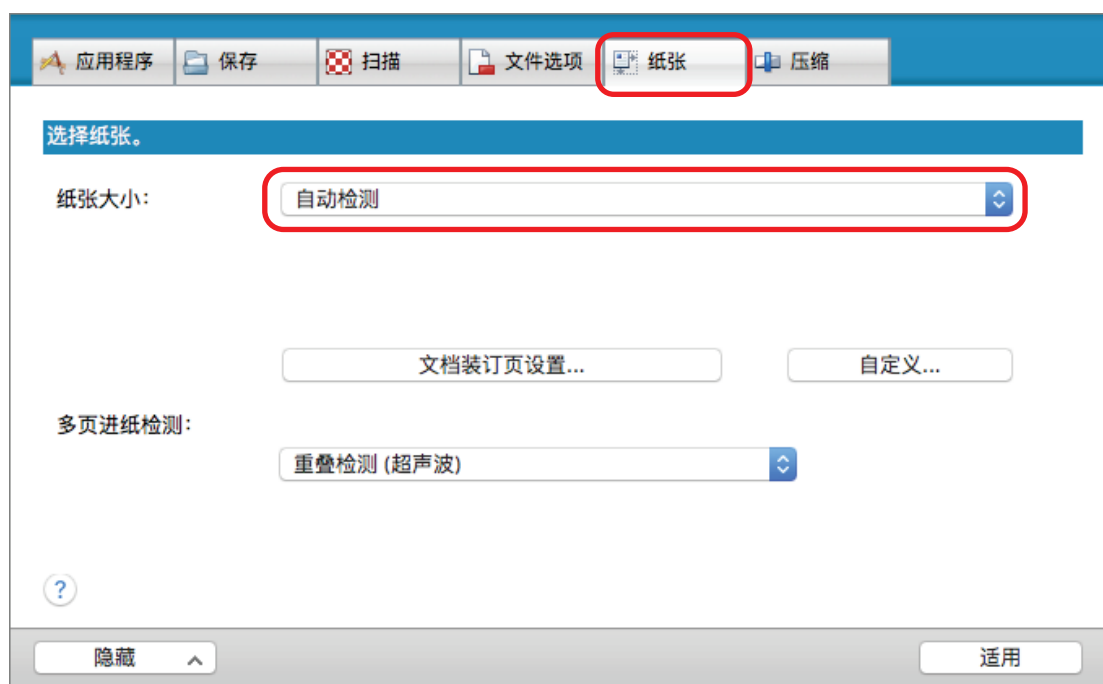 应用程序 保存 扫描 文件选项 纸张 压缩
选择纸张。
纸张大小： 自动检测
文档装订页设置... 自定义...
多页进纸检测：
重叠检测 (超声波)
?
隐藏 适用